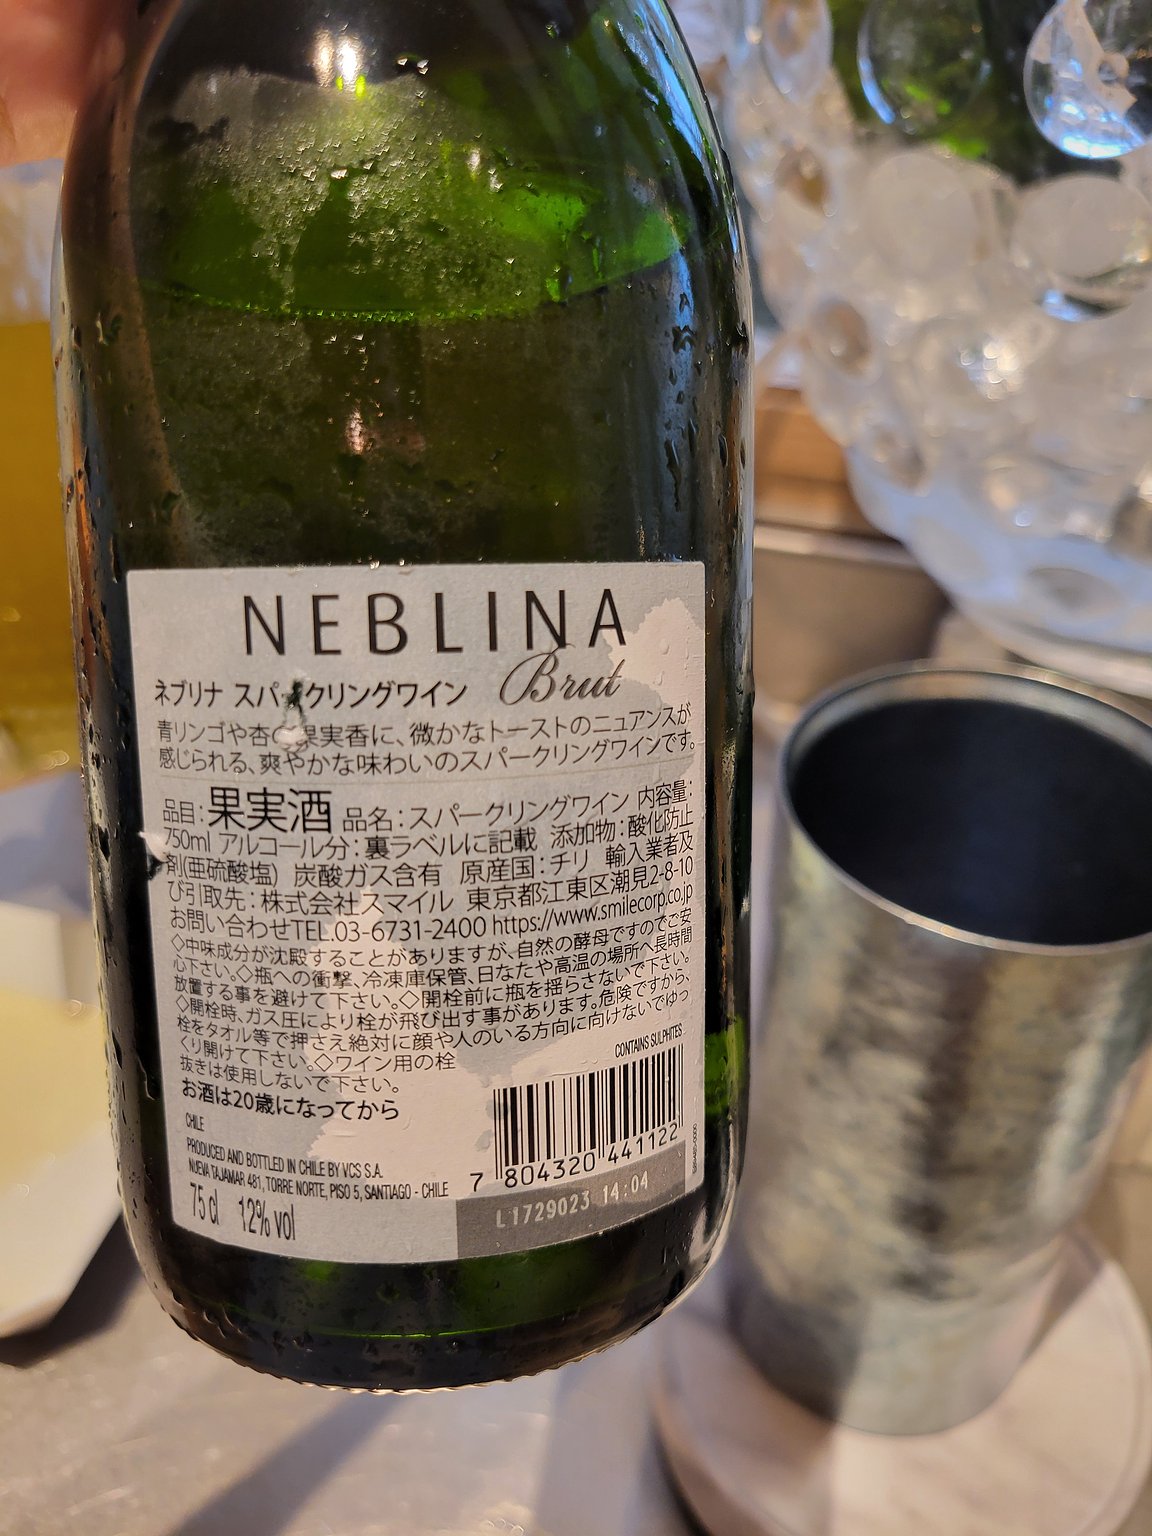 NEBLINA
Brut
ネブリナ スパークリングワイン
青リンゴや杏の果実香に、微かなトーストのニュアンスが
感じられる、爽やかな味わいのスパークリングワインです。
品目:果実酒 品名:スパークリングワイン 内容量:
750ml アルコール分:裏ラベルに記載 添加物:酸化防止
剤(亜硫酸塩) 炭酸ガス含有 原産国:チリ 輸入業者及
び引取先:株式会社スマイル 東京都江東区潮見2-8-10
お問い合わせTEL.03-6731-2400 https://www.smilecorp.co.jp
◇中味成分が沈殿することがありますが、自然の酵母ですのでご安
心下さい。◇瓶への衝撃、冷凍庫保管、日なたや高温の場所へ長時間
放置する事を避けて下さい。◇開栓前に瓶を揺らさないで下さい。
◇開栓時、ガス圧により栓が飛び出す事があります。危険ですから、
栓をタオル等で押さえ絶対に顔や人のいる方向に向けないでゆっ
くり開けて下さい。◇ワイン用の栓
抜きは使用しないで下さい。
お酒は20歳になってから
CONTAINS SULPHITES
CHILE
PRODUCED AND BOTTLED IN CHILE BY VCS S.A.
NUEVA TAJAMAR 481, TORRE NORTE, PISO 5, SANTIAGO - CHILE
75 cl 12% vol
7 804320 441122
L1729023 14:04